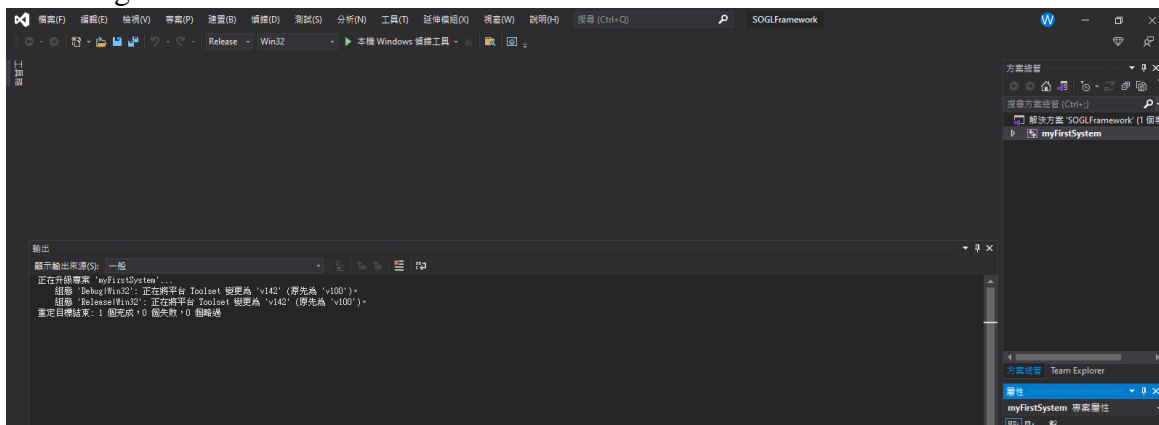 檔案(F) 編輯(E) 檢視(V) 專案(P) 建置(B) 偵錯(D) 測試(S) 分析(N) 工具(T) 延伸模組(X) 視窗(W) 說明(H) 搜尋 (Ctrl+Q) SOGLFramework W
Release Win32 本機 Windows 偵錯工具
工具箱
方案總管
搜尋方案總管 (Ctrl+;)
解決方案 'SOGLFramework' (1 個專
myFirstSystem
輸出
顯示輸出來源(S): 一般
正在升級專案 'myFirstSystem'...
組態 'Debug|Win32': 正在將平台 Toolset 變更為 'v142' (原先為 'v100')。
組態 'Release|Win32': 正在將平台 Toolset 變更為 'v142' (原先為 'v100')。
重定目標結束: 1 個完成，0 個失敗，0 個略過
方案總管 Team Explorer
屬性
myFirstSystem 專案屬性